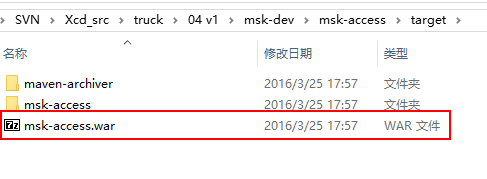 SVN > Xcd_src > truck > 04 v1 > msk-dev > msk-access > target >
名称 修改日期 类型
maven-archiver 2016/3/25 17:57 文件夹
msk-access 2016/3/25 17:57 文件夹
7z msk-access.war 2016/3/25 17:57 WAR 文件